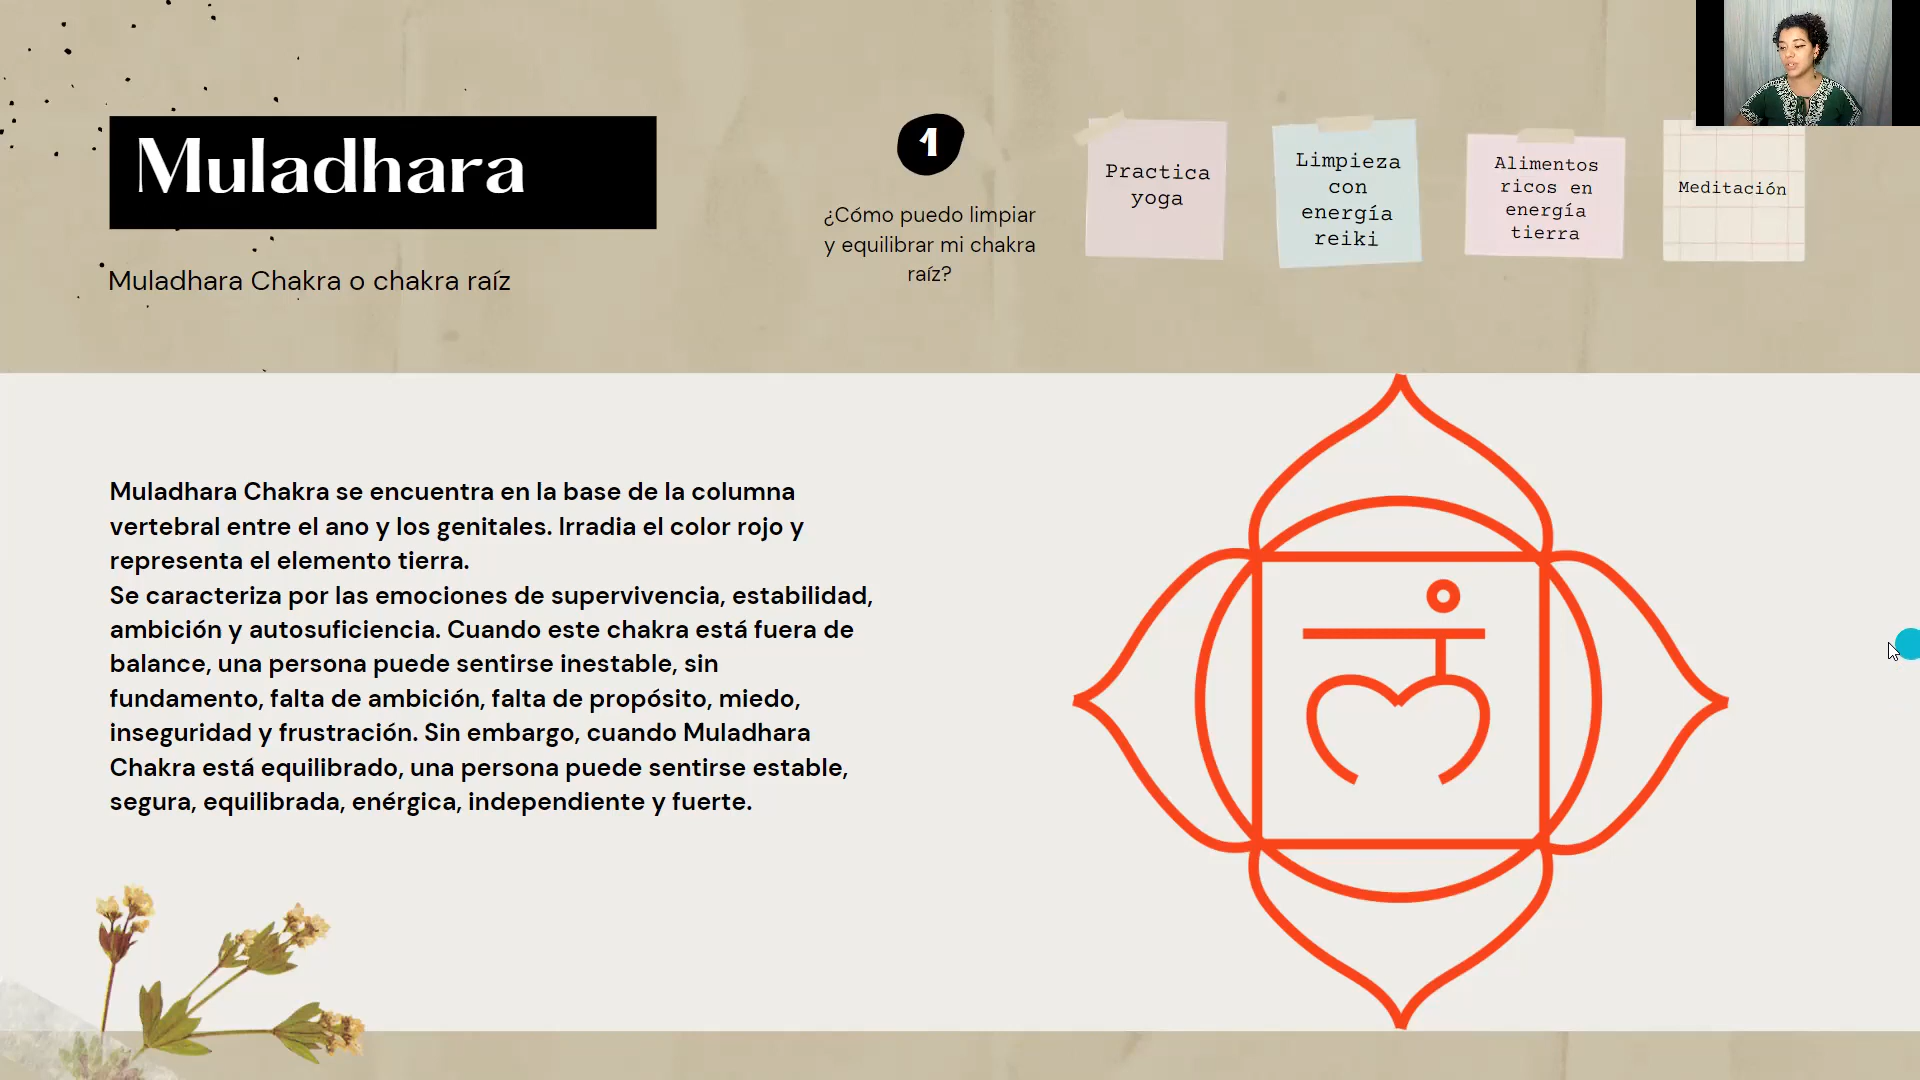 Muladhara
Muladhara Chakra o chakra raíz
1
¿Cómo puedo limpiar
y equilibrar mi chakra
raíz?
Practica
yoga
Limpieza
con
energía
reiki
Alimentos
ricos en
energía
tierra
Meditación
Muladhara Chakra se encuentra en la base de la columna
vertebral entre el ano y los genitales. Irradia el color rojo y
representa el elemento tierra.
Se caracteriza por las emociones de supervivencia, estabilidad,
ambición y autosuficiencia. Cuando este chakra está fuera de
balance, una persona puede sentirse inestable, sin
fundamento, falta de ambición, falta de propósito, miedo,
inseguridad y frustración. Sin embargo, cuando Muladhara
Chakra está equilibrado, una persona puede sentirse estable,
segura, equilibrada, enérgica, independiente y fuerte.